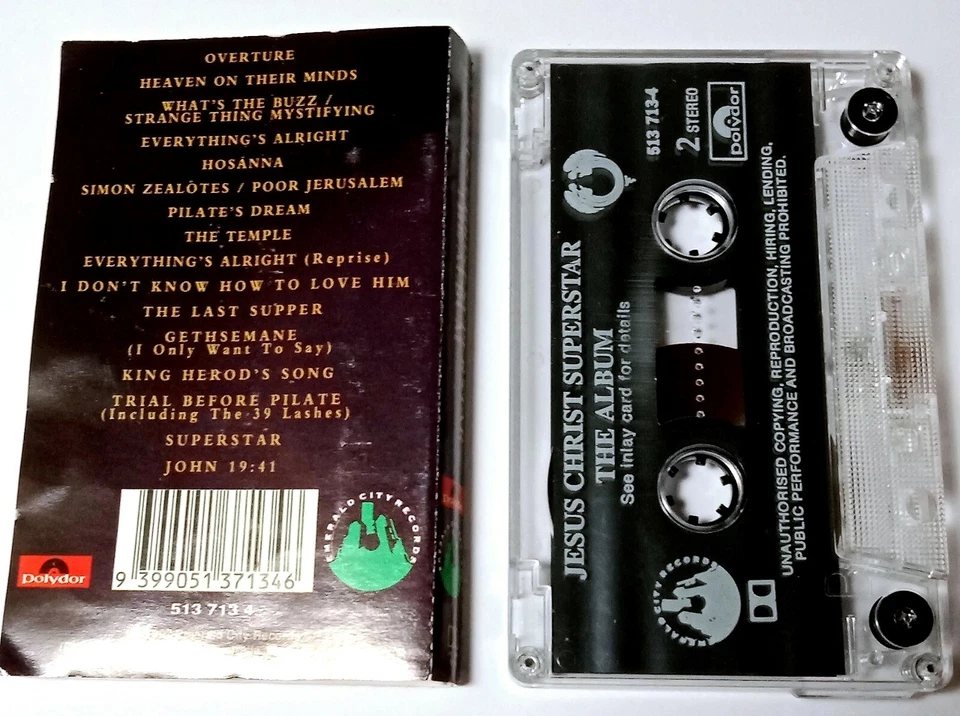 OVERTURE
HEAVEN ON THEIR MINDS
WHAT'S THE BUZZ /
STRANGE THING MYSTIFYING
EVERYTHING'S ALRIGHT
HOSANNA
SIMON ZEALOTES / POOR JERUSALEM
PILATE'S DREAM
THE TEMPLE
EVERYTHING'S ALRIGHT (Reprise)
I DON'T KNOW HOW TO LOVE HIM
THE LAST SUPPER
GETHSEMANE
(I Only Want To Say)
KING HEROD'S SONG
TRIAL BEFORE PILATE
(Including The 39 Lashes)
SUPERSTAR
JOHN 19:41
polydor
9 399051 371346
EMERALD CITY RECORDS
513 713 4
City Records
JESUS CHRIST SUPERSTAR
THE ALBUM
See inlay card for details
513 713-4
2 STEREO
polydor
EMERALD CITY RECORDS
UNAUTHORISED COPYING, REPRODUCTION, HIRING, LENDING,
PUBLIC PERFORMANCE AND BROADCASTING PROHIBITED.